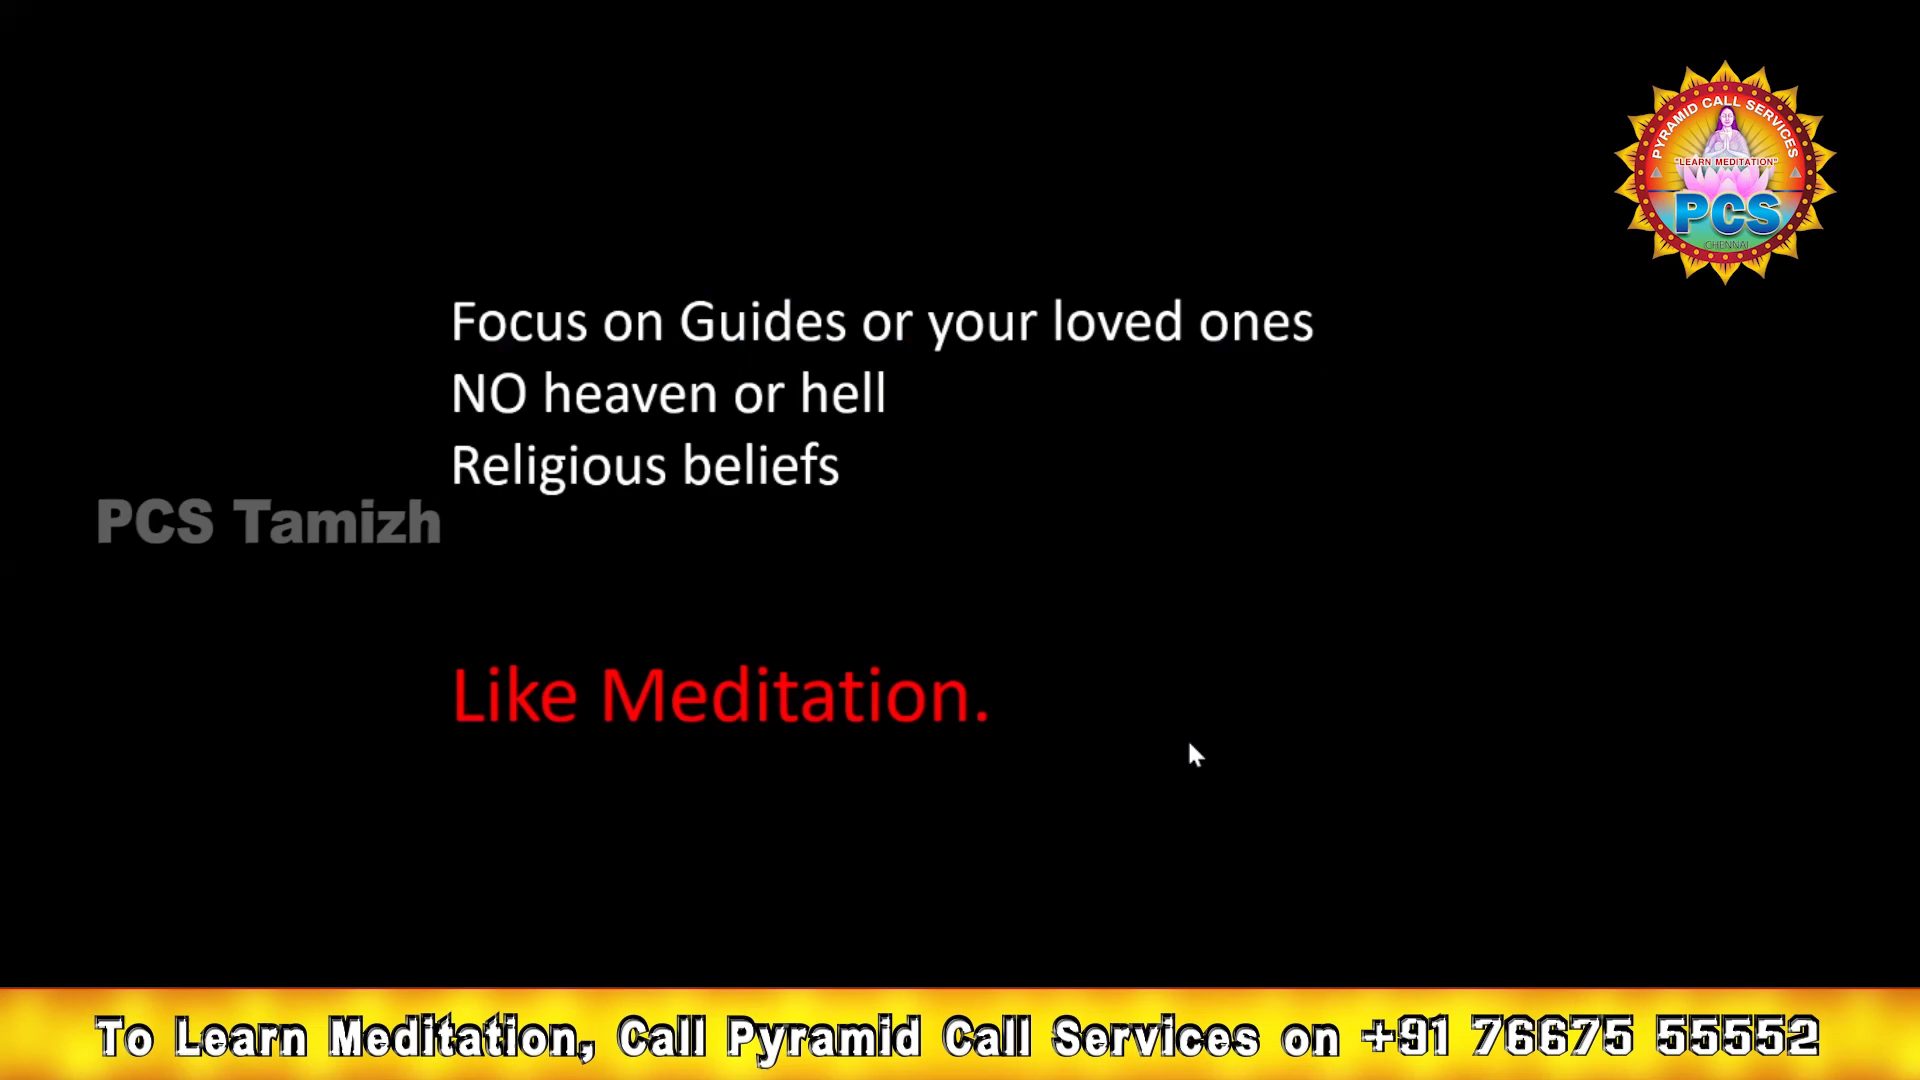 PYRAMID CALL SERVICES
"LEARN MEDITATION"
PCS
CHENNAI
Focus on Guides or your loved ones
NO heaven or hell
Religious beliefs
PCS Tamizh
Like Meditation.
To Learn Meditation, Call Pyramid Call Services on +91 76675 55552